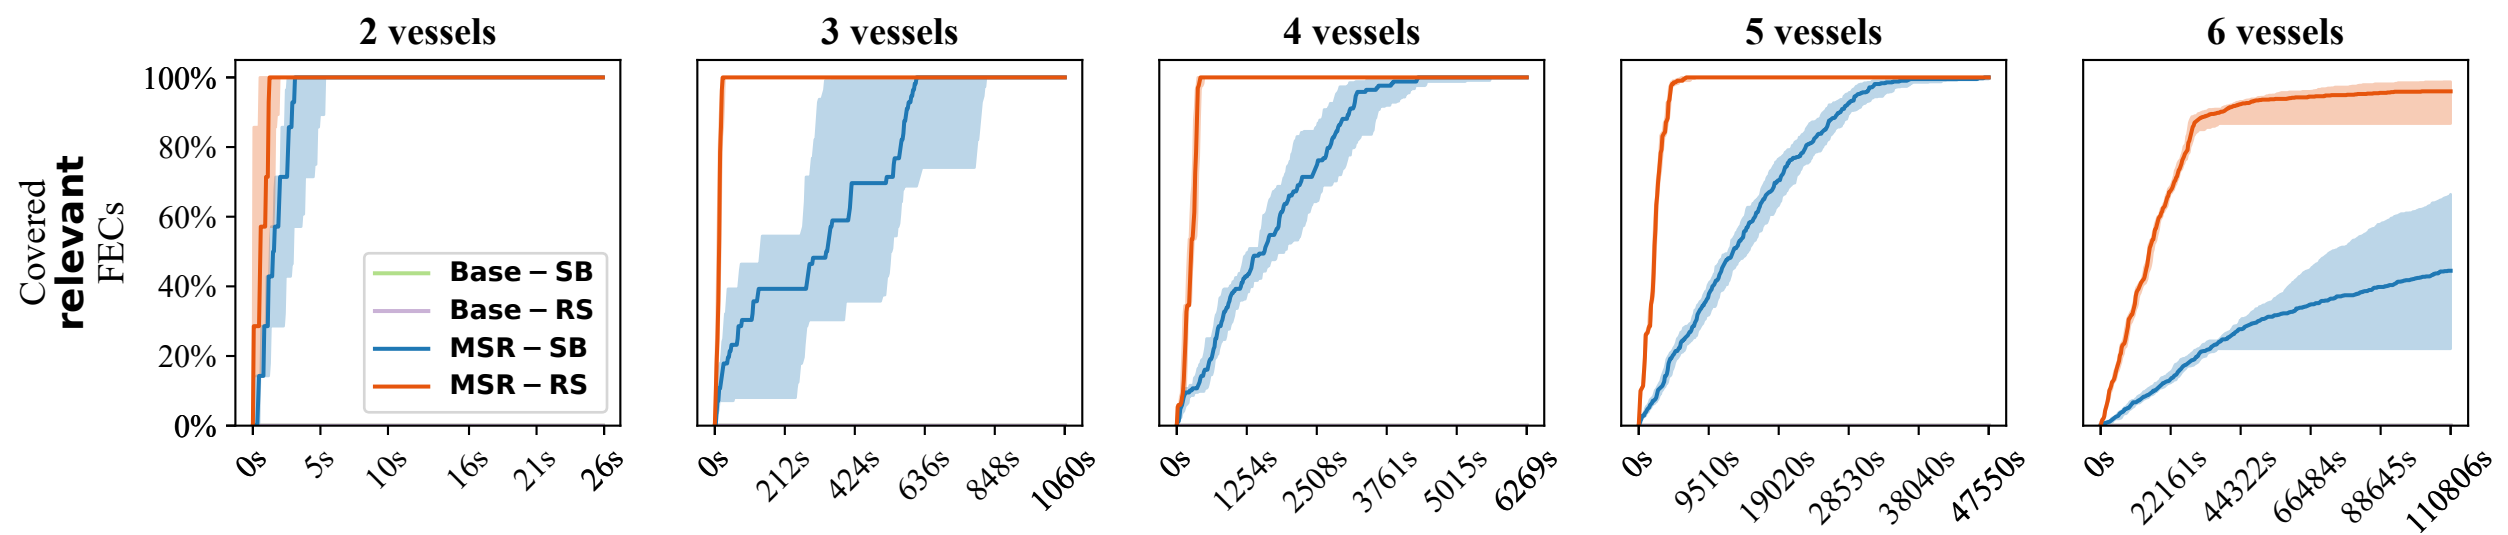 2 vessels
3 vessels
4 vessels
5 vessels
6 vessels
Covered
relevant
FECs
100%
80%
60%
40%
20%
0%
Base – SB
Base – RS
MSR – SB
MSR – RS
0s 5s 10s 16s 21s 26s
0s 212s 424s 636s 848s 1060s
0s 1254s 2508s 3761s 5015s 6269s
0s 9510s 19020s 28530s 38040s 47550s
0s 22161s 44322s 66484s 88645s 110806s